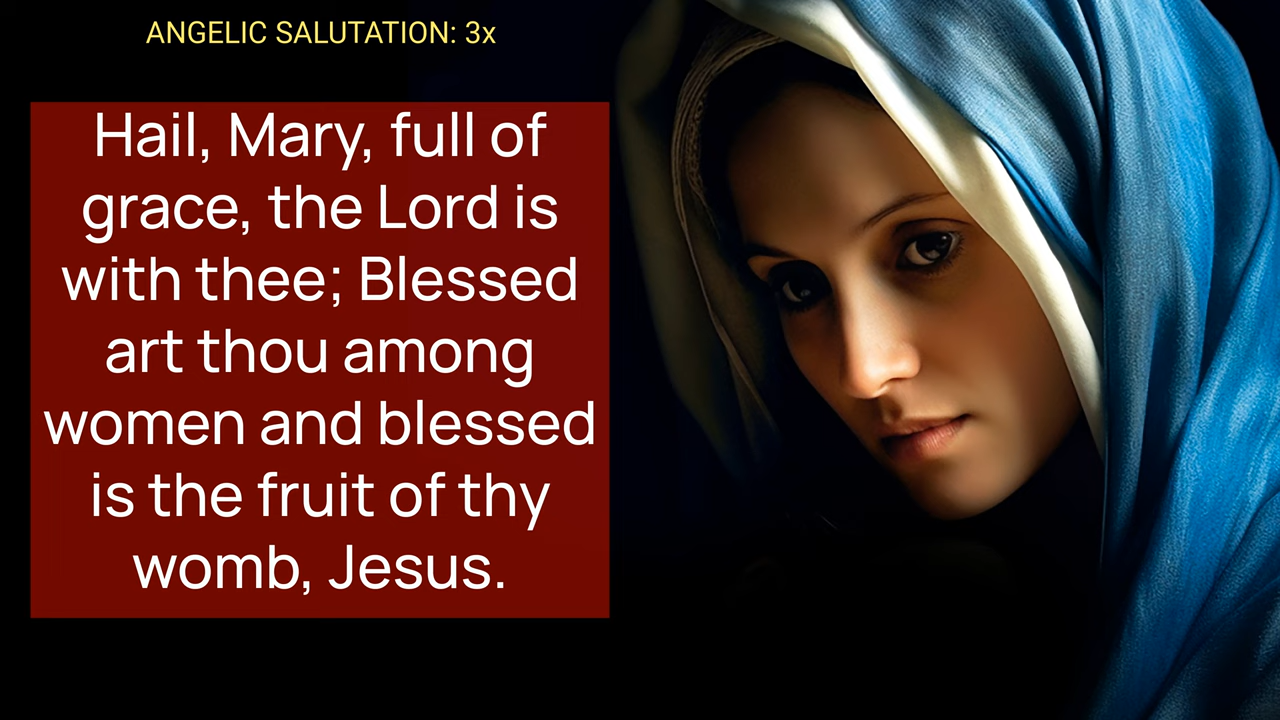 ANGELIC SALUTATION: 3x
Hail, Mary, full of
grace, the Lord is
with thee; Blessed
art thou among
women and blessed
is the fruit of thy
womb, Jesus.